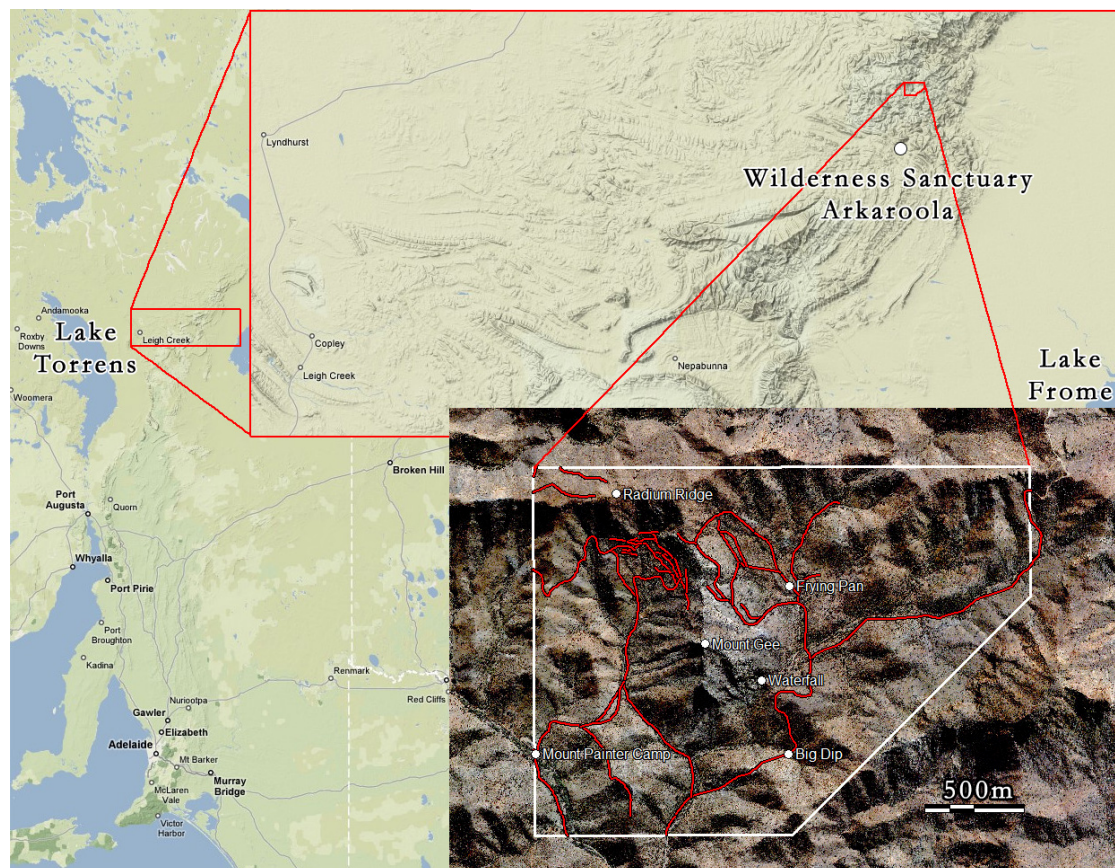 Lyndhurst
Wilderness Sanctuary
Arkaroola
Andamooka
Roxby
Downs
Lake
Torrens
Leigh Creek
Copley
Leigh Creek
Nepabunna
Lake
Frome
Woomera
Broken Hill
Port
Augusta
Quorn
Whyalla
Port Pirie
Port
Broughton
Kadina
Renmark
Red Cliffs
Nuriootpa
Gawler
Elizabeth
Adelaide
Mt Barker
Murray
Bridge
McLaren
Vale
Victor
Harbor
Radium Ridge
Frying Pan
Mount Gee
Waterfall
Mount Painter Camp
Big Dip
500m